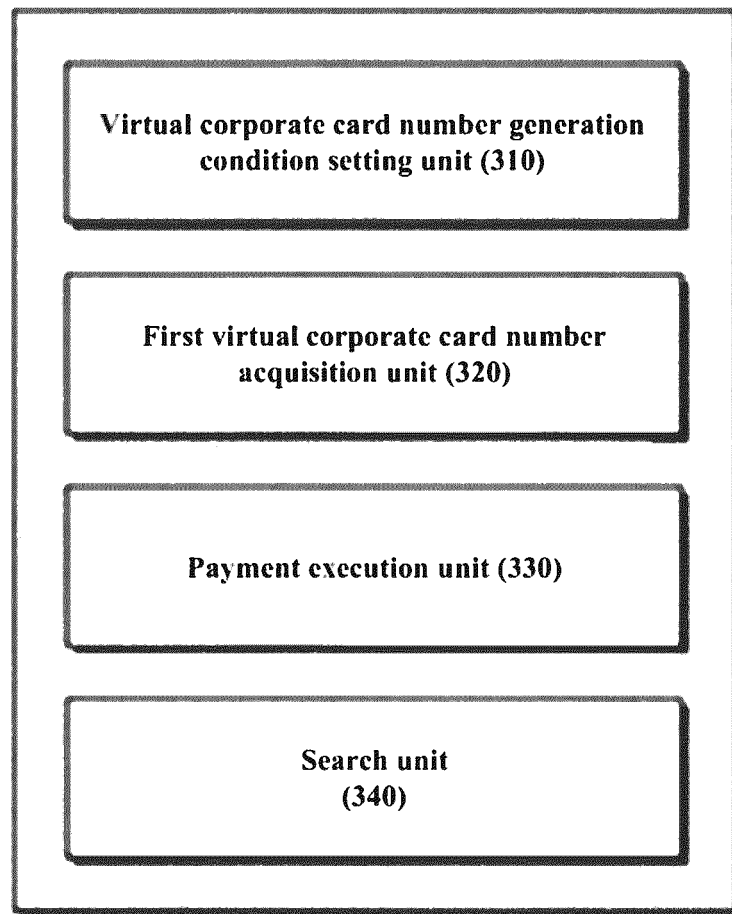 Virtual corporate card number generation
condition setting unit (310)
First virtual corporate card number
acquisition unit (320)
Payment execution unit (330)
Search unit
(340)